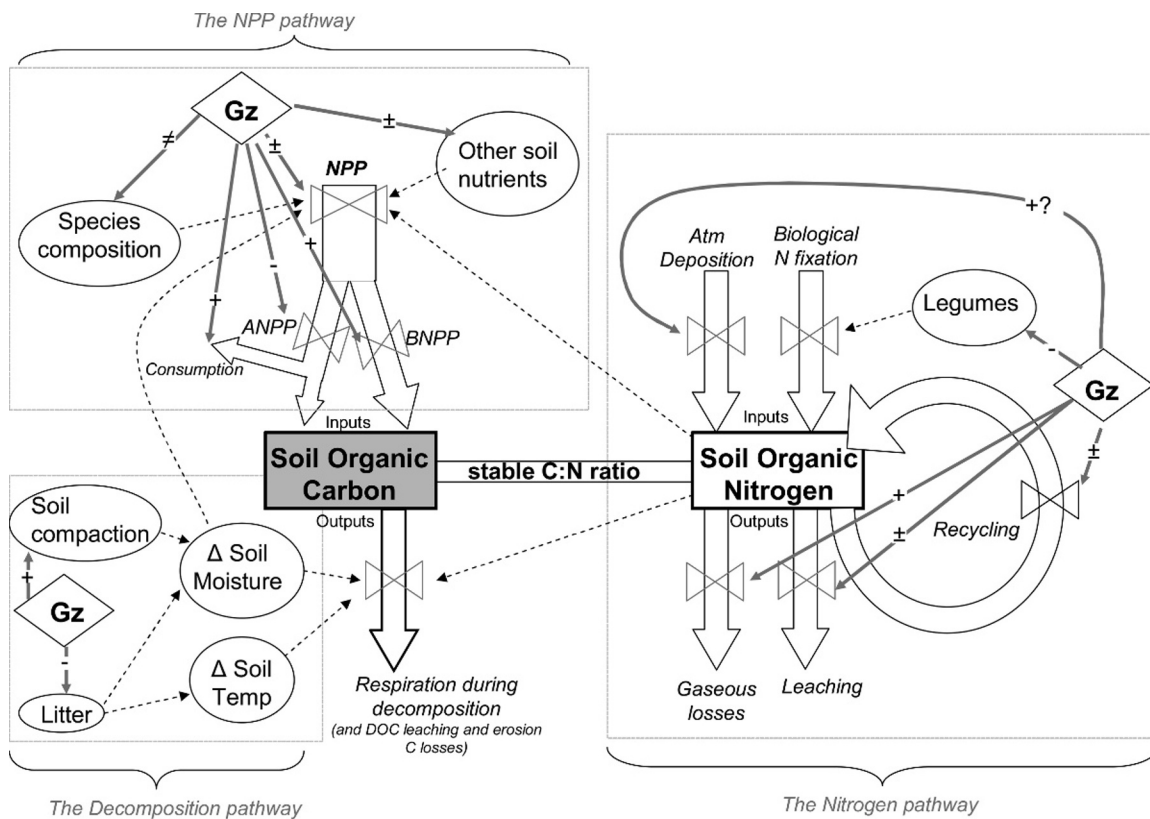 The NPP pathway
Gz
≠
±
±
Other soil
nutrients
NPP
Species
composition
+
-
+
ANPP
BNPP
Consumption
Inputs
Soil Organic
Carbon
Outputs
stable C:N ratio
+?
Atm
Deposition
Biological
N fixation
Legumes
-
Gz
±
Inputs
Soil Organic
Nitrogen
Outputs
+
±
Recycling
Gaseous
losses
Leaching
The Nitrogen pathway
Soil
compaction
+
Gz
-
Litter
Δ Soil
Moisture
Δ Soil
Temp
Respiration during
decomposition
(and DOC leaching and erosion
C losses)
The Decomposition pathway